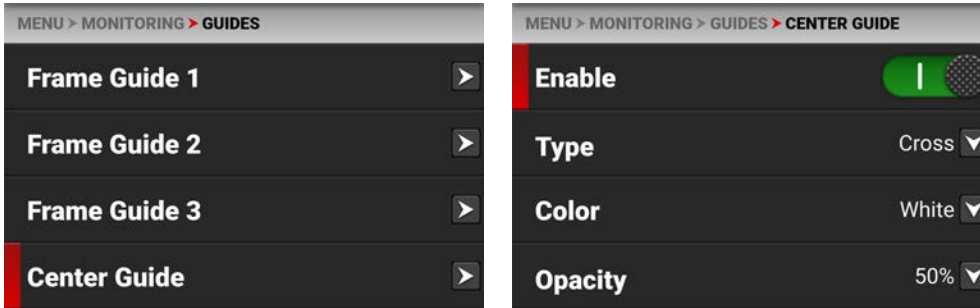 MENU > MONITORING > GUIDES
Frame Guide 1
Frame Guide 2
Frame Guide 3
Center Guide
MENU > MONITORING > GUIDES > CENTER GUIDE
Enable
Type Cross
Color White
Opacity 50%